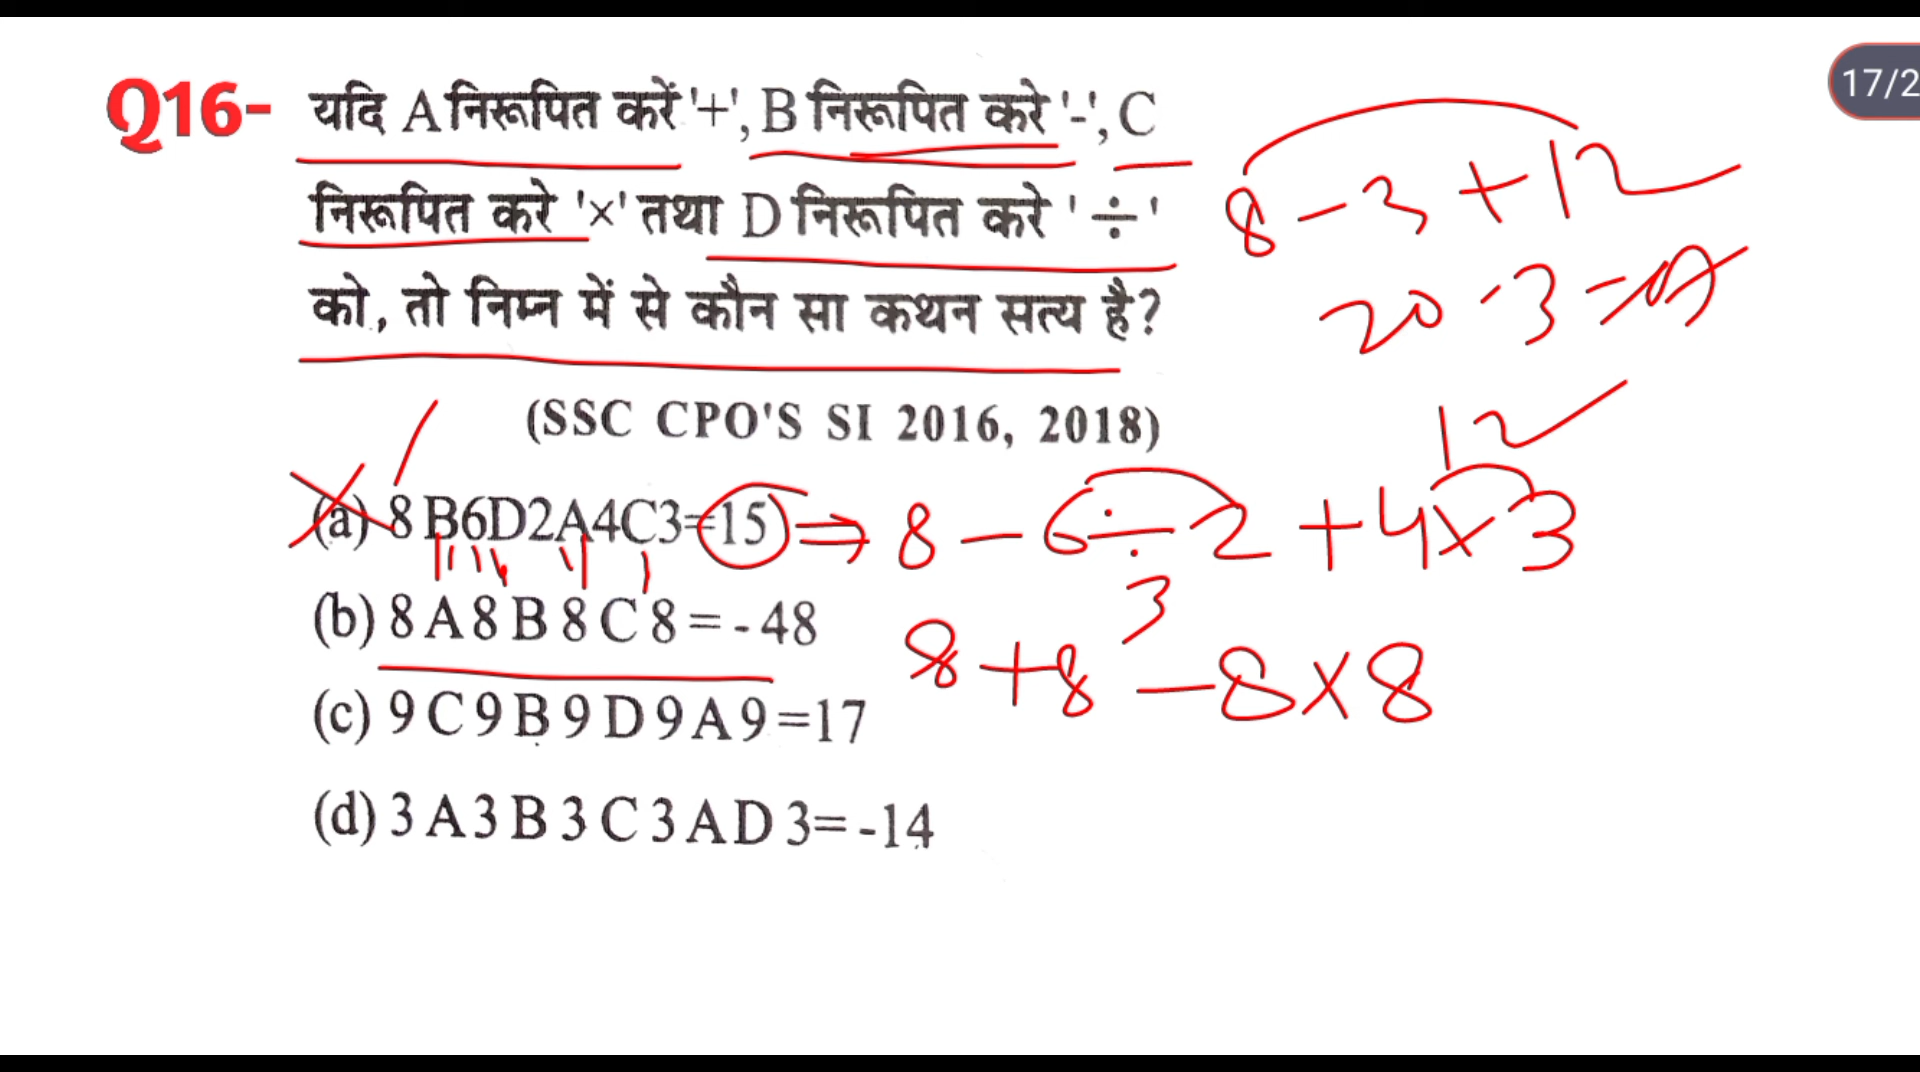 17/2
Q16- यदि A निरूपित करें '+', B निरूपित करे '-', C
निरूपित करे '×' तथा D निरूपित करे '÷'
को, तो निम्न में से कौन सा कथन सत्य है?
(SSC CPO'S SI 2016, 2018)
(a) 8 B6D2A4C3=15
(b) 8 A 8 B 8 C 8 = - 48
(c) 9 C 9 B 9 D 9 A 9 =17
(d) 3 A 3 B 3 C 3 A D 3= -14
8 - 3 + 12
20 - 3 = 17
12
⇒ 8 - 6 ÷ 2 + 4 × 3
3
8 + 8 - 8 × 8